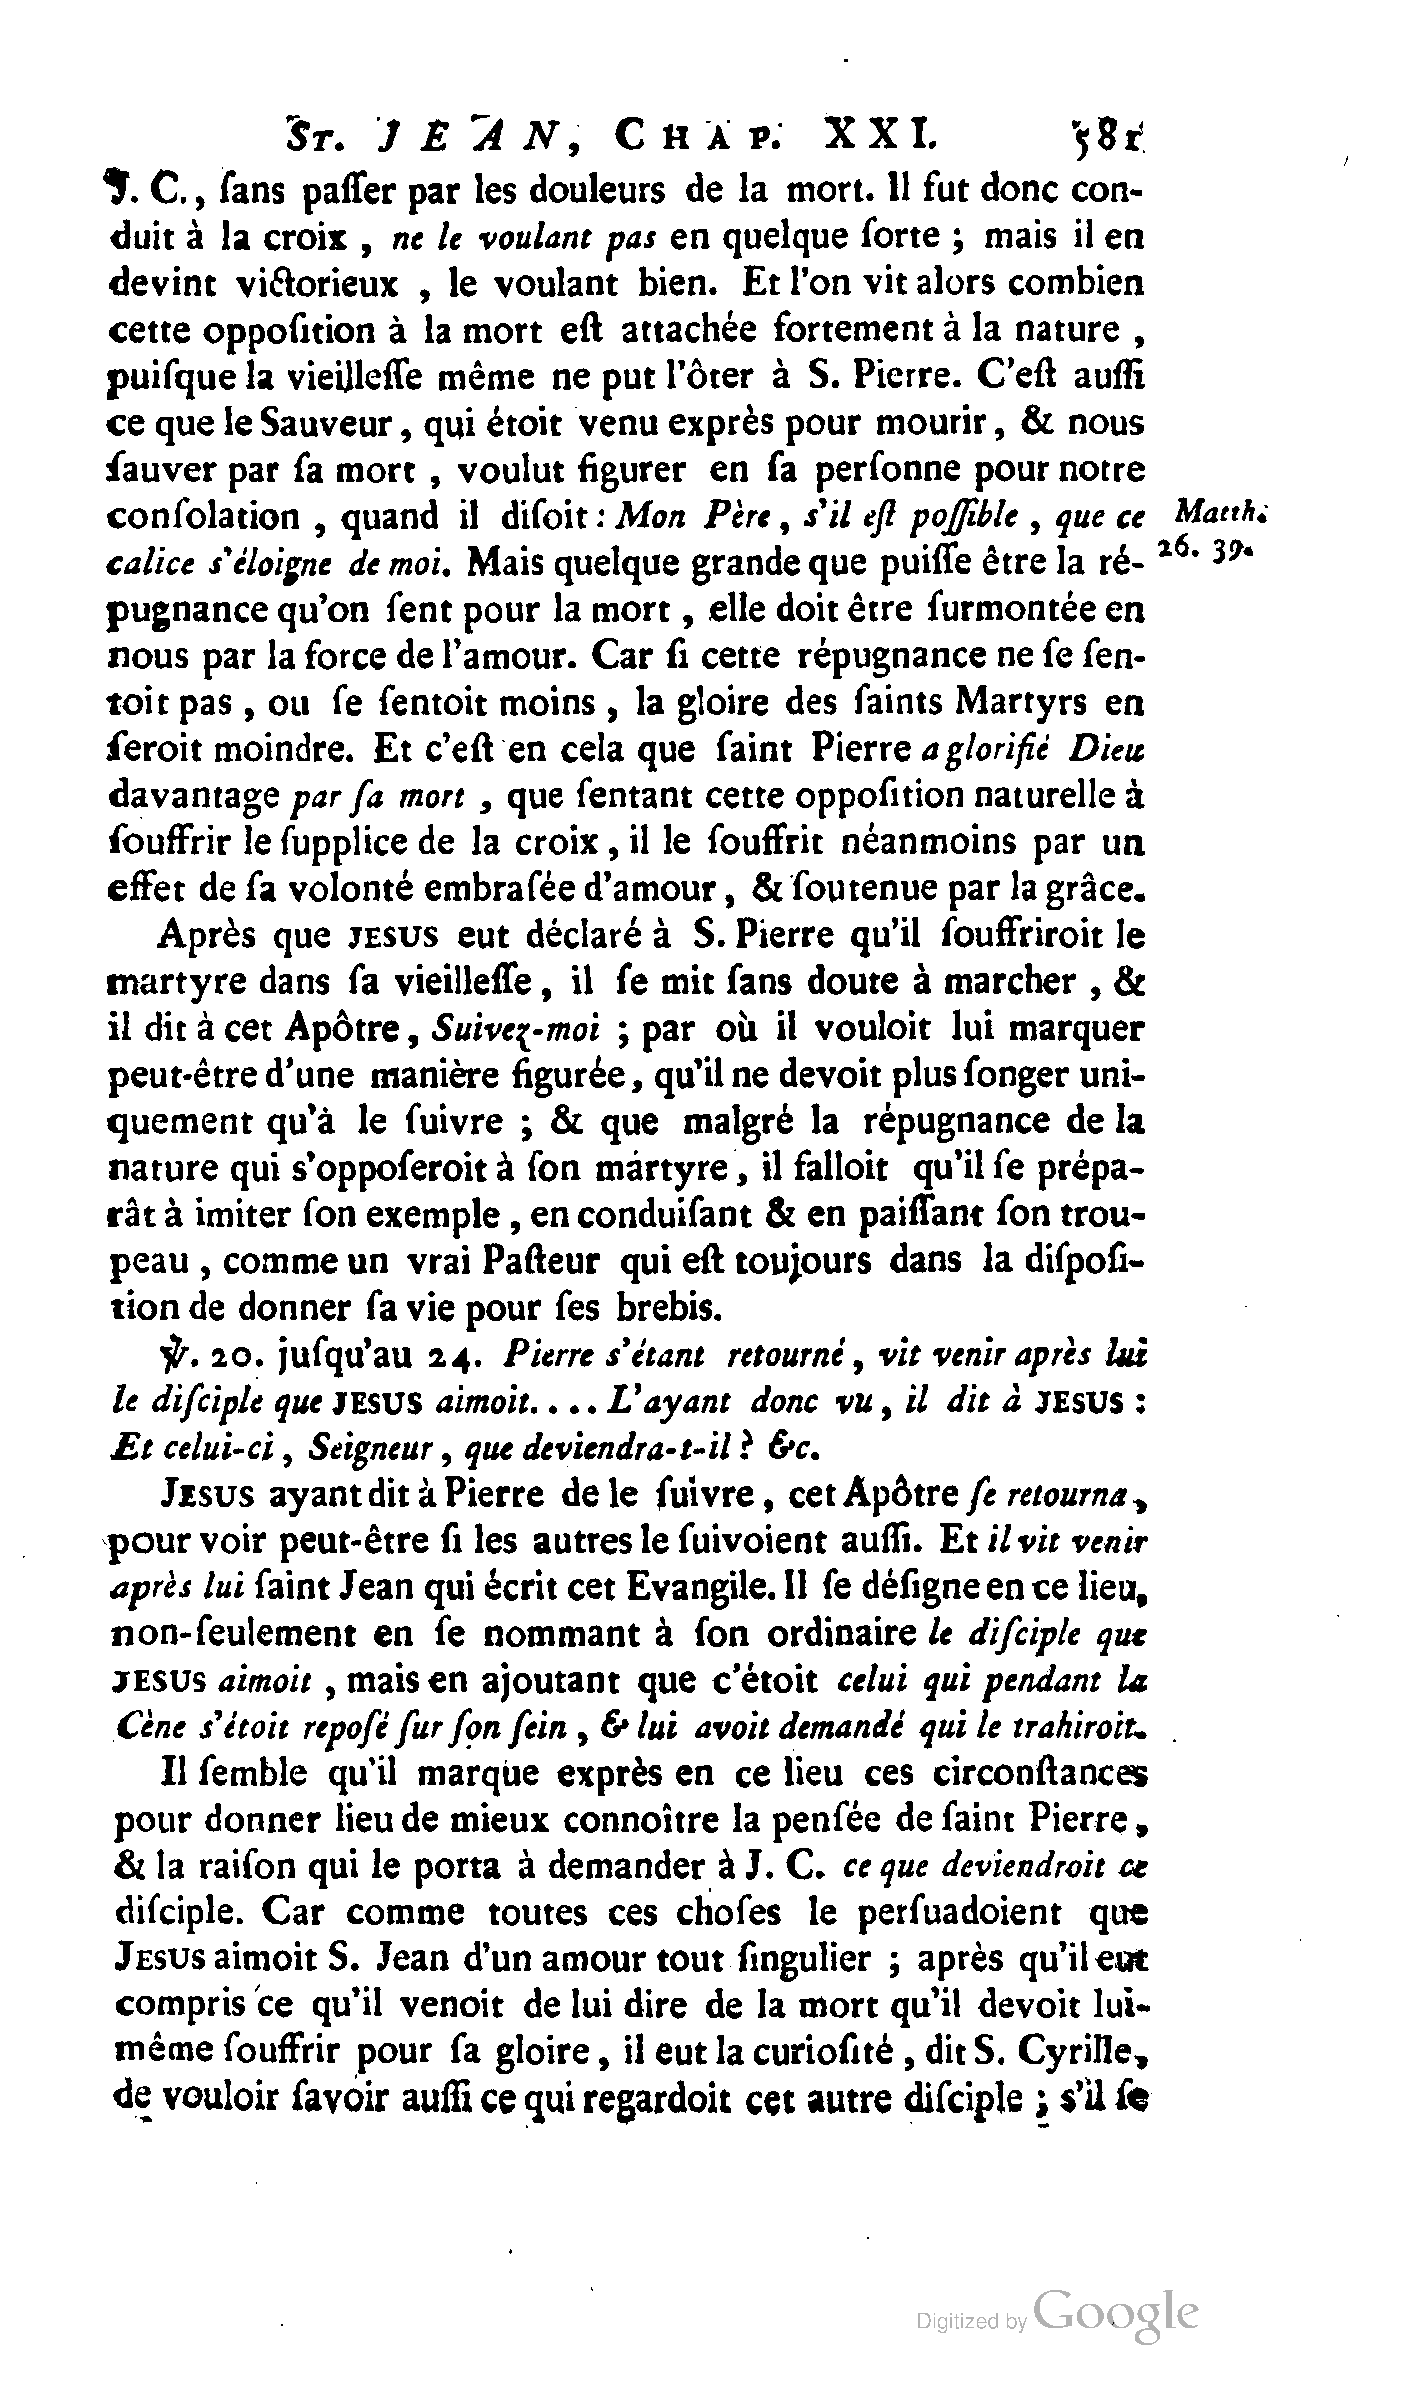 ST. JEAN, CHAP. XXI. 581
J. C., ſans paſſer par les douleurs de la mort. Il fut donc con-
duit à la croix, ne le voulant pas en quelque ſorte ; mais il en
devint victorieux, le voulant bien. Et l'on vit alors combien
cette oppoſition à la mort eſt attachée fortement à la nature,
puiſque la vieilleſſe même ne put l'ôter à S. Pierre. C'eſt auſſi
ce que le Sauveur, qui étoit venu exprès pour mourir, & nous
ſauver par ſa mort, voulut figurer en ſa perſonne pour notre
conſolation, quand il diſoit : Mon Père, s'il eſt poſſible, que ce
Matth.
calice s'éloigne de moi. Mais quelque grande que puiſſe être la ré-
26. 39.
pugnance qu'on ſent pour la mort, elle doit être ſurmontée en
nous par la force de l'amour. Car ſi cette répugnance ne ſe ſen-
toit pas, ou ſe ſentoit moins, la gloire des ſaints Martyrs en
ſeroit moindre. Et c'eſt en cela que ſaint Pierre a glorifié Dieu
davantage par ſa mort, que ſentant cette oppoſition naturelle à
ſouffrir le ſupplice de la croix, il le ſouffrit néanmoins par un
effet de ſa volonté embraſée d'amour, & ſoutenue par la grâce.
Après que JESUS eut déclaré à S. Pierre qu'il ſouffriroit le
martyre dans ſa vieilleſſe, il ſe mit ſans doute à marcher, &
il dit à cet Apôtre, Suivez-moi ; par où il vouloit lui marquer
peut-être d'une manière figurée, qu'il ne devoit plus ſonger uni-
quement qu'à le ſuivre ; & que malgré la répugnance de la
nature qui s'oppoſeroit à ſon martyre, il falloit qu'il ſe prépa-
rât à imiter ſon exemple, en conduiſant & en paiſſant ſon trou-
peau, comme un vrai Paſteur qui eſt toujours dans la diſpoſi-
tion de donner ſa vie pour ſes brebis.
℣. 20. juſqu'au 24. Pierre s'étant retourné, vit venir après lui
le diſciple que JESUS aimoit.... L'ayant donc vu, il dit à JESUS :
Et celui-ci, Seigneur, que deviendra-t-il ? &c.
JESUS ayant dit à Pierre de le ſuivre, cet Apôtre ſe retourna,
pour voir peut-être ſi les autres le ſuivoient auſſi. Et il vit venir
après lui ſaint Jean qui écrit cet Evangile. Il ſe déſigne en ce lieu,
non-ſeulement en ſe nommant à ſon ordinaire le diſciple que
JESUS aimoit, mais en ajoutant que c'étoit celui qui pendant la
Cène s'étoit repoſé ſur ſon ſein, & lui avoit demandé qui le trahiroit.
Il ſemble qu'il marque exprès en ce lieu ces circonſtances
pour donner lieu de mieux connoître la penſée de ſaint Pierre,
& la raiſon qui le porta à demander à J. C. ce que deviendroit ce
diſciple. Car comme toutes ces choſes le perſuadoient que
JESUS aimoit S. Jean d'un amour tout ſingulier ; après qu'il eut
compris ce qu'il venoit de lui dire de la mort qu'il devoit lui-
même ſouffrir pour ſa gloire, il eut la curioſité, dit S. Cyrille,
de vouloir ſavoir auſſi ce qui regardoit cet autre diſciple ; s'il ſe
Digitized by Google